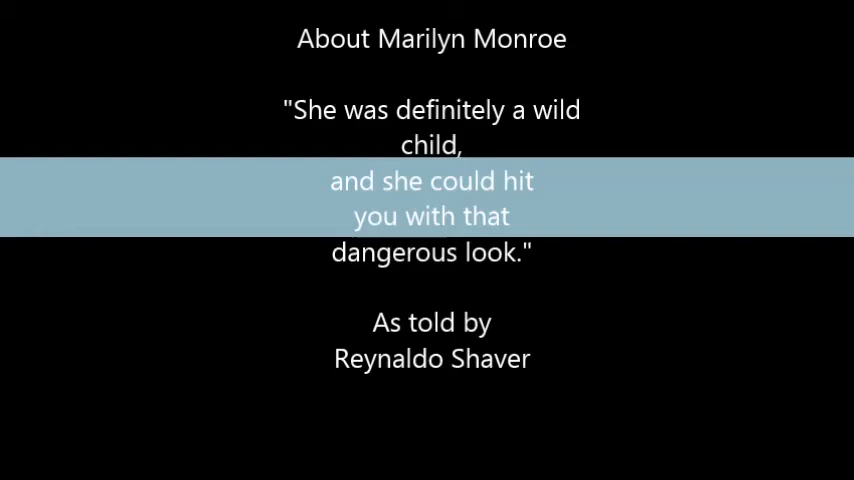 About Marilyn Monroe
"She was definitely a wild
child,
and she could hit
you with that
dangerous look."
As told by
Reynaldo Shaver